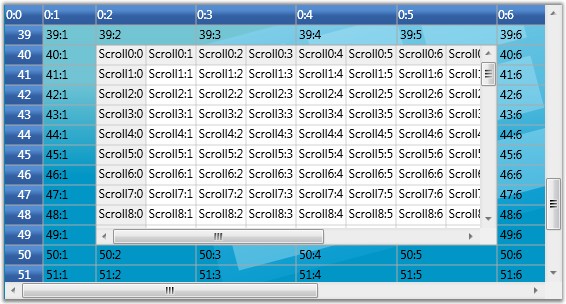 0:0 0:1 0:2 0:3 0:4 0:5 0:6
39 39:1 39:2 39:3 39:4 39:5 39:6
40 40:1 Scroll0:0 Scroll0:1 Scroll0:2 Scroll0:3 Scroll0:4 Scroll0:5 Scroll0:6 Scroll0 40:6
41 41:1 Scroll1:0 Scroll1:1 Scroll1:2 Scroll1:3 Scroll1:4 Scroll1:5 Scroll1:6 Scroll1 41:6
42 42:1 Scroll2:0 Scroll2:1 Scroll2:2 Scroll2:3 Scroll2:4 Scroll2:5 Scroll2:6 Scroll2 42:6
43 43:1 Scroll3:0 Scroll3:1 Scroll3:2 Scroll3:3 Scroll3:4 Scroll3:5 Scroll3:6 Scroll3 43:6
44 44:1 Scroll4:0 Scroll4:1 Scroll4:2 Scroll4:3 Scroll4:4 Scroll4:5 Scroll4:6 Scroll4 44:6
45 45:1 Scroll5:0 Scroll5:1 Scroll5:2 Scroll5:3 Scroll5:4 Scroll5:5 Scroll5:6 Scroll5 45:6
46 46:1 Scroll6:0 Scroll6:1 Scroll6:2 Scroll6:3 Scroll6:4 Scroll6:5 Scroll6:6 Scroll6 46:6
47 47:1 Scroll7:0 Scroll7:1 Scroll7:2 Scroll7:3 Scroll7:4 Scroll7:5 Scroll7:6 Scroll7 47:6
48 48:1 Scroll8:0 Scroll8:1 Scroll8:2 Scroll8:3 Scroll8:4 Scroll8:5 Scroll8:6 Scroll8 48:6
49 49:1 49:6
50 50:1 50:2 50:3 50:4 50:5 50:6
51 51:1 51:2 51:3 51:4 51:5 51:6